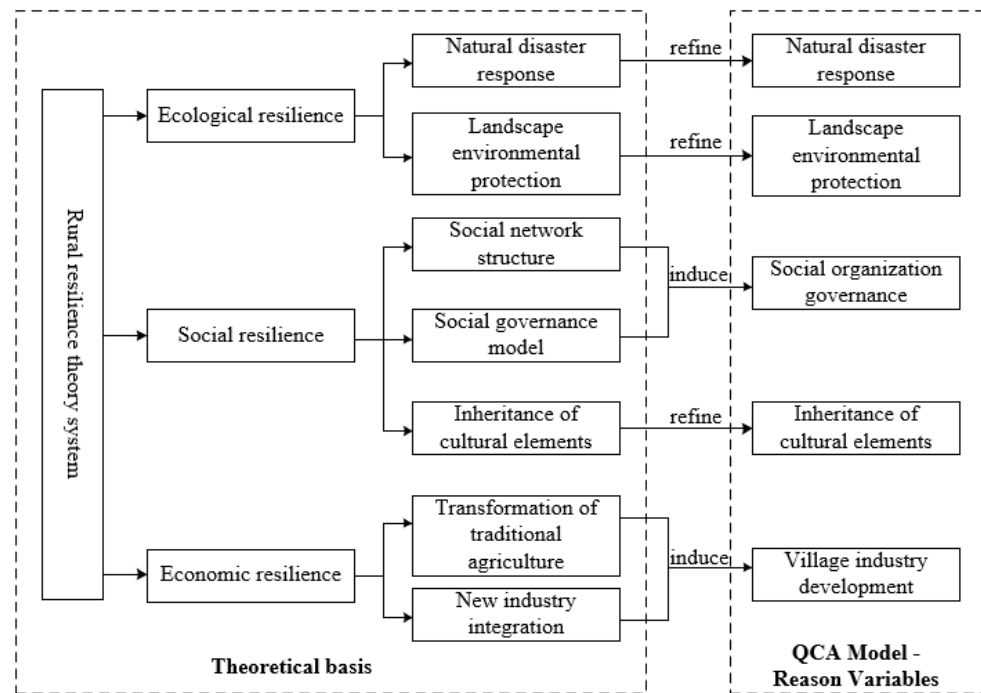 Rural resilience theory system
Ecological resilience
Social resilience
Economic resilience
Natural disaster
response
Landscape
environmental
protection
Social network
structure
Social governance
model
Inheritance of
cultural elements
Transformation of
traditional
agriculture
New industry
integration
Theoretical basis
refine
refine
induce
refine
induce
Natural disaster
response
Landscape
environmental
protection
Social organization
governance
Inheritance of
cultural elements
Village industry
development
QCA Model -
Reason Variables